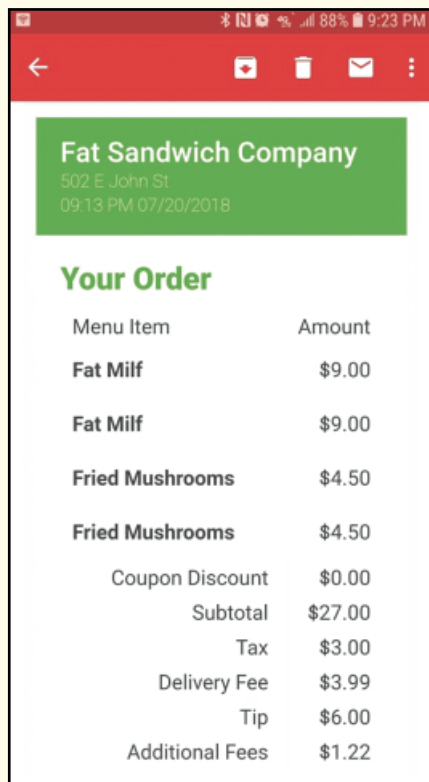 88% 9:23 PM
Fat Sandwich Company
502 E John St
09:13 PM 07/20/2018
Your Order
Menu Item Amount
Fat Milf $9.00
Fat Milf $9.00
Fried Mushrooms $4.50
Fried Mushrooms $4.50
Coupon Discount $0.00
Subtotal $27.00
Tax $3.00
Delivery Fee $3.99
Tip $6.00
Additional Fees $1.22